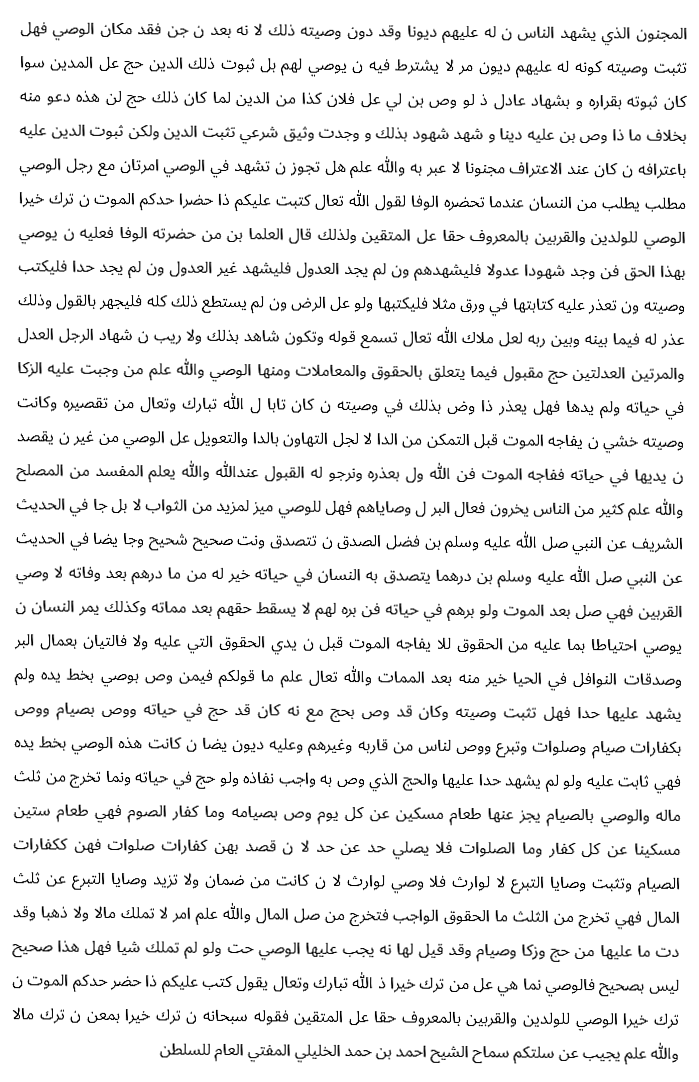 المجنون الذي يشهد الناس ن له عليهم ديونا وقد دون وصيته ذلك لا نه بعد ن جن فقد مكان الوصي فهل
تثبت وصيته كونه له عليهم ديون مر لا يشترط فيه ن يوصي لهم بل ثبوت ذلك الدين حج عل المدين سوا
كان ثبوته بقراره و بشهاد عادل ذ لو وص بن لي عل فلان كذا من الدين لما كان ذلك حج لن هذه دعو منه
بخلاف ما ذا وص بن عليه دينا و شهد شهود بذلك و وجدت وثيق شرعي تثبت الدين ولكن ثبوت الدين عليه
باعترافه ن كان عند الاعتراف مجنونا لا عبر به والله علم هل تجوز ن تشهد في الوصي امرتان مع رجل الوصي
مطلب يطلب من النسان عندما تحضره الوفا لقول الله تعال كتبت عليكم ذا حضرا حدكم الموت ن ترك خيرا
الوصي للولدين والقربين بالمعروف حقا عل المتقين ولذلك قال العلما بن من حضرته الوفا فعليه ن يوصي
بهذا الحق فن وجد شهودا عدولا فليشهدهم ون لم يجد العدول فليشهد غير العدول ون لم يجد حدا فليكتب
وصيته ون تعذر عليه كتابتها في ورق مثلا فليكتبها ولو عل الرض ون لم يستطع ذلك كله فليجهر بالقول وذلك
عذر له فيما بينه وبين ربه لعل ملاك الله تعال تسمع قوله وتكون شاهد بذلك ولا ريب ن شهاد الرجل العدل
والمرتين العدلتين حج مقبول فيما يتعلق بالحقوق والمعاملات ومنها الوصي والله علم من وجبت عليه الزكا
في حياته ولم يدها فهل يعذر ذا وض بذلك في وصيته ن كان تابا ل الله تبارك وتعال من تقصيره وكانت
وصيته خشي ن يفاجه الموت قبل التمكن من الدا لا لجل التهاون بالدا والتعويل عل الوصي من غير ن يقصد
ن يديها في حياته ففاجه الموت فن الله ول بعذره ونرجو له القبول عندالله والله يعلم المفسد من المصلح
والله علم كثير من الناس يخرون فعال البر ل وصاياهم فهل للوصي ميز لمزيد من الثواب لا بل جا في الحديث
الشريف عن النبي صل الله عليه وسلم بن فضل الصدق ن تتصدق ونت صحيح شحيح وجا يضا في الحديث
عن النبي صل الله عليه وسلم بن درهما يتصدق به النسان في حياته خير له من ما درهم بعد وفاته لا وصي
القربين فهي صل بعد الموت ولو برهم في حياته فن بره لهم لا يسقط حقهم بعد مماته وكذلك يمر النسان ن
يوصي احتياطا بما عليه من الحقوق للا يفاجه الموت قبل ن يدي الحقوق التي عليه ولا فالتيان بعمال البر
وصدقات النوافل في الحيا خير منه بعد الممات والله تعال علم ما قولكم فيمن وص بوصي بخط يده ولم
يشهد عليها حدا فهل تثبت وصيته وكان قد وص بحج مع نه كان قد حج في حياته ووص بصيام ووص
بكفارات صيام وصلوات وتبرع ووص لناس من قاربه وغيرهم وعليه ديون يضا ن كانت هذه الوصي بخط يده
فهي ثابت عليه ولو لم يشهد حدا عليها والحج الذي وص به واجب نفاذه ولو حج في حياته ونما تخرج من ثلث
ماله والوصي بالصيام يجز عنها طعام مسكين عن كل يوم وص بصيامه وما كفار الصوم فهي طعام ستين
مسكينا عن كل كفار وما الصلوات فلا يصلي حد عن حد لا ن قصد بهن كفارات صلوات فهن ككفارات
الصيام وتثبت وصايا التبرع لا لوارث فلا وصي لوارث لا ن كانت من ضمان ولا تزيد وصايا التبرع عن ثلث
المال فهي تخرج من الثلث ما الحقوق الواجب فتخرج من صل المال والله علم امر لا تملك مالا ولا ذهبا وقد
دت ما عليها من حج وزكا وصيام وقد قيل لها نه يجب عليها الوصي حت ولو لم تملك شيا فهل هذا صحيح
ليس بصحيح فالوصي نما هي عل من ترك خيرا ذ الله تبارك وتعال يقول كتب عليكم ذا حضر حدكم الموت ن
ترك خيرا الوصي للولدين والقربين بالمعروف حقا عل المتقين فقوله سبحانه ن ترك خيرا بمعن ن ترك مالا
والله علم يجيب عن سلتكم سماح الشيح احمد بن حمد الخليلي المفتي العام للسلطن